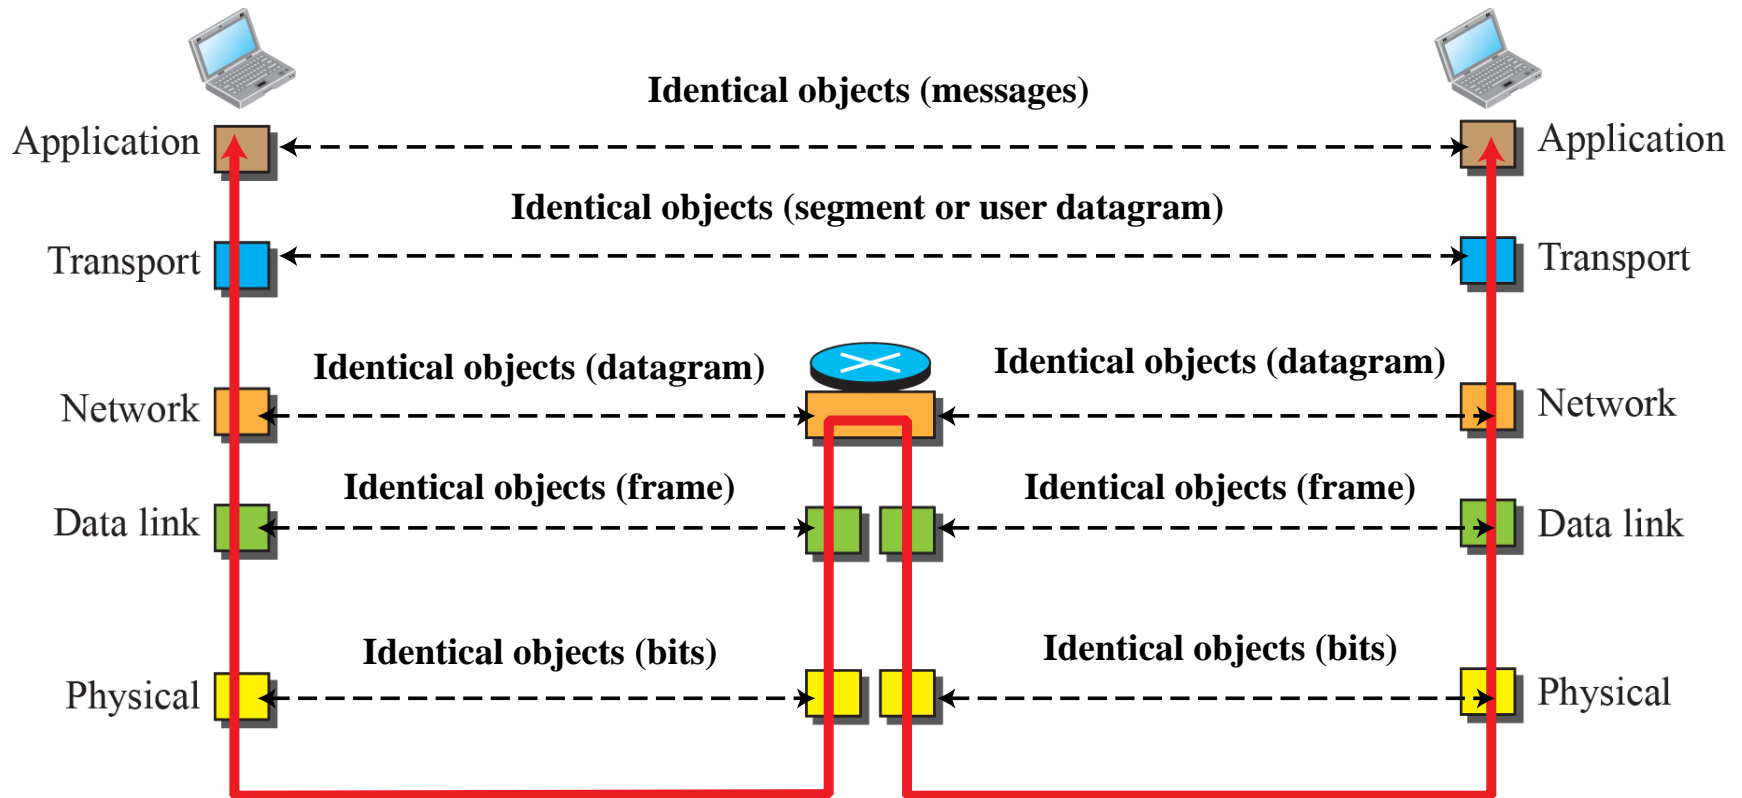 Identical objects (messages)
Application
Application
Identical objects (segment or user datagram)
Transport
Transport
Identical objects (datagram)
Identical objects (datagram)
Network
Network
Identical objects (frame)
Identical objects (frame)
Data link
Data link
Identical objects (bits)
Identical objects (bits)
Physical
Physical